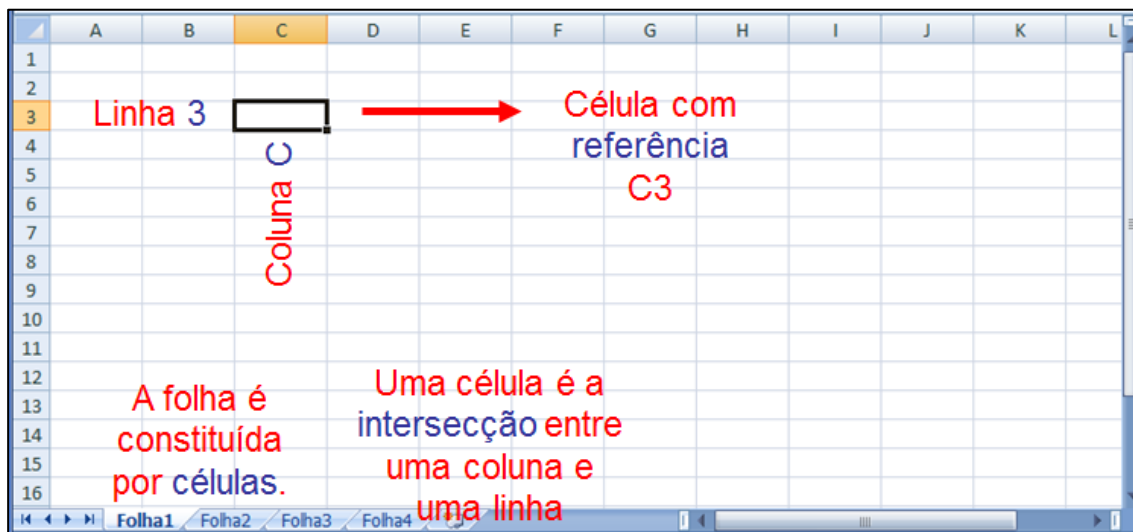 A B C D E F G H I J K L
1
2
3
4
5
6
7
8
9
10
11
12
13
14
15
16
Linha 3
Coluna C
Célula com
referência
C3
A folha é
constituída
por células.
Uma célula é a
intersecção entre
uma coluna e
uma linha
Folha1 Folha2 Folha3 Folha4